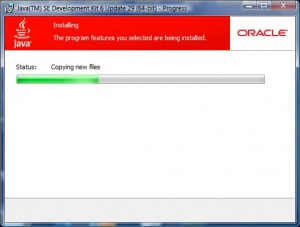 Java(TM) SE Development Kit 6 Update 29 (64-bit) - Progress
Installing
The program features you selected are being installed.
Java
ORACLE
Status: Copying new files